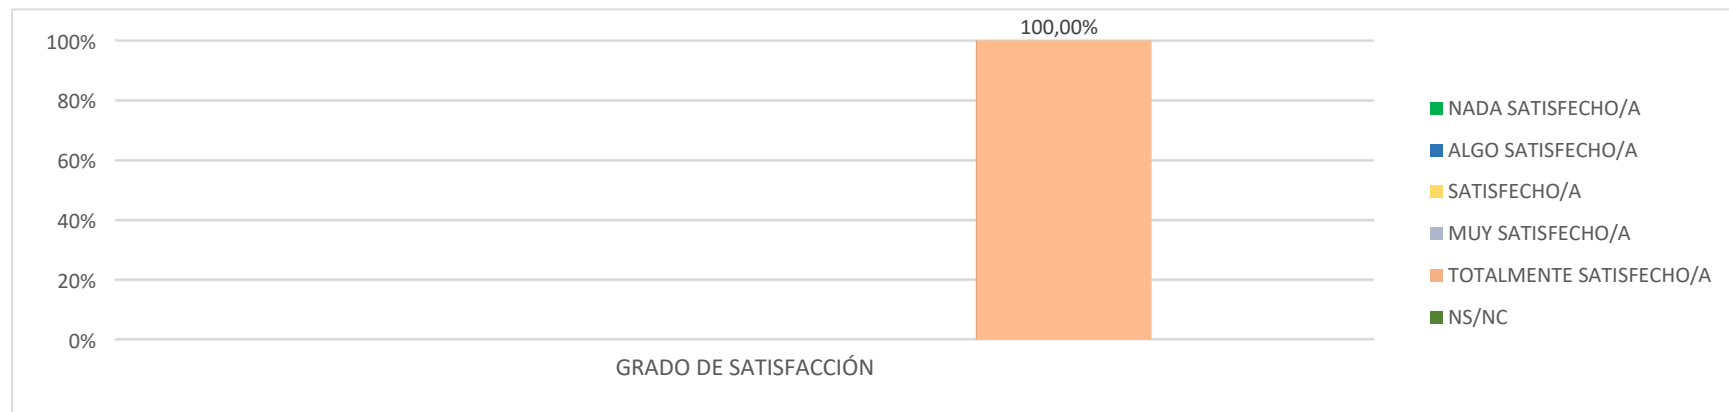 100,00%
100%
80%
60%
40%
20%
0%
GRADO DE SATISFACCIÓN
NADA SATISFECHO/A
ALGO SATISFECHO/A
SATISFECHO/A
MUY SATISFECHO/A
TOTALMENTE SATISFECHO/A
NS/NC